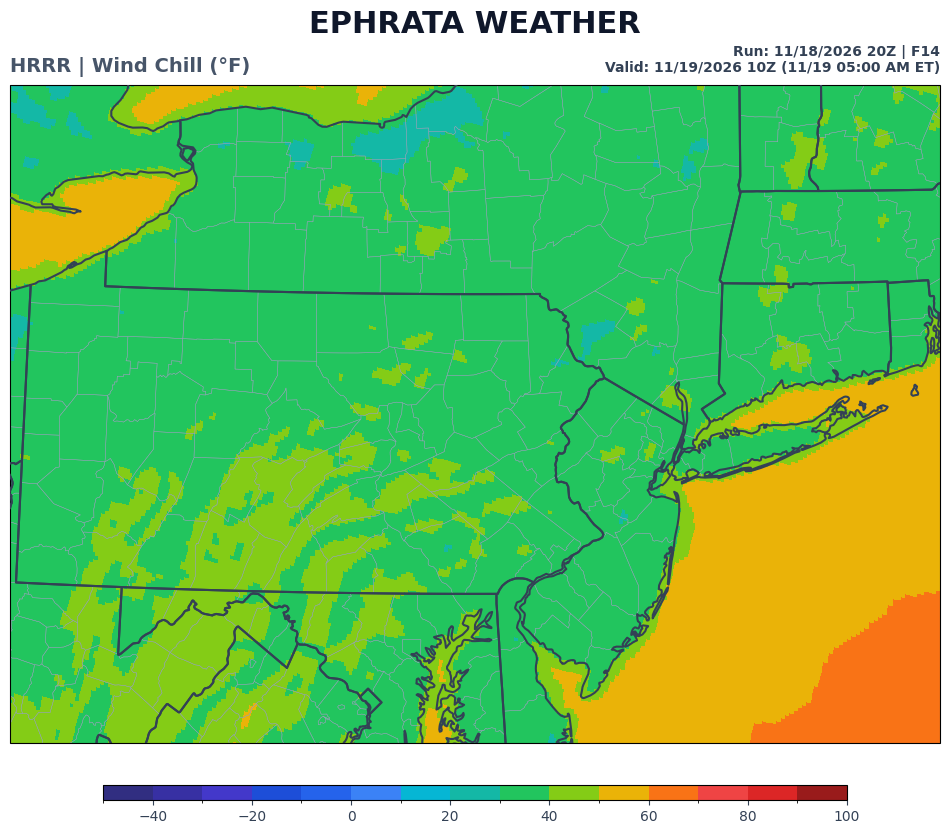 EPHRATA WEATHER
HRRR | Wind Chill (°F)
Run: 11/18/2026 20Z | F14
Valid: 11/19/2026 10Z (11/19 05:00 AM ET)
−40 −20 0 20 40 60 80 100